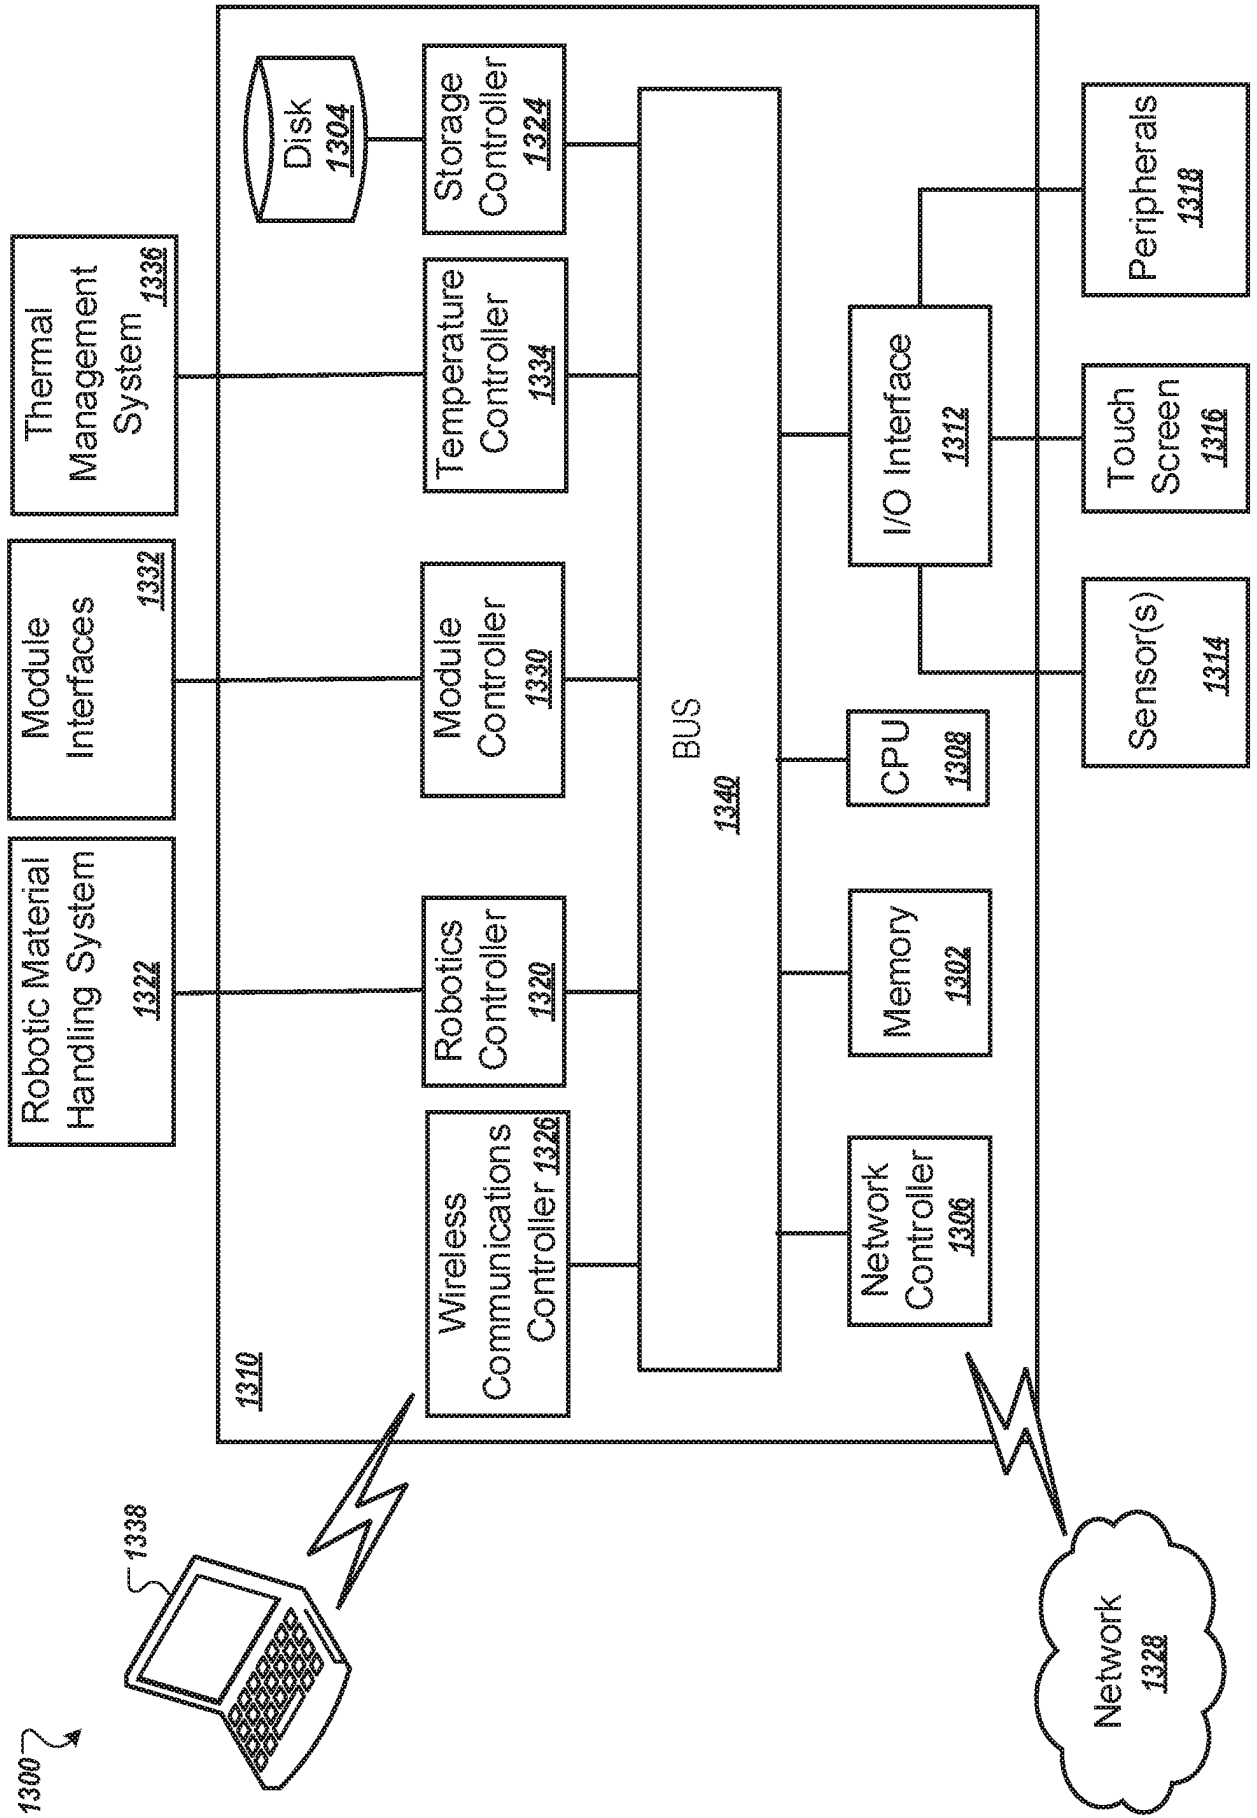 1300
1338
1310
Robotic Material
Handling System
1322
Module
Interfaces
1332
Thermal
Management
System
1336
Disk
1304
Wireless
Communications
Controller 1326
Robotics
Controller
1320
Module
Controller
1330
Temperature
Controller
1334
Storage
Controller
1324
BUS
1340
Network
Controller
1306
Memory
1302
CPU
1308
I/O Interface
1312
Network
1328
Sensor(s)
1314
Touch
Screen
1316
Peripherals
1318